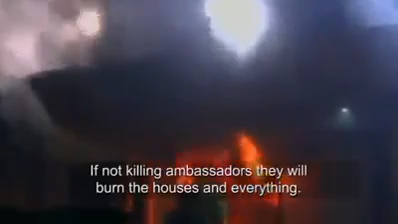 If not killing ambassadors they will
burn the houses and everything.